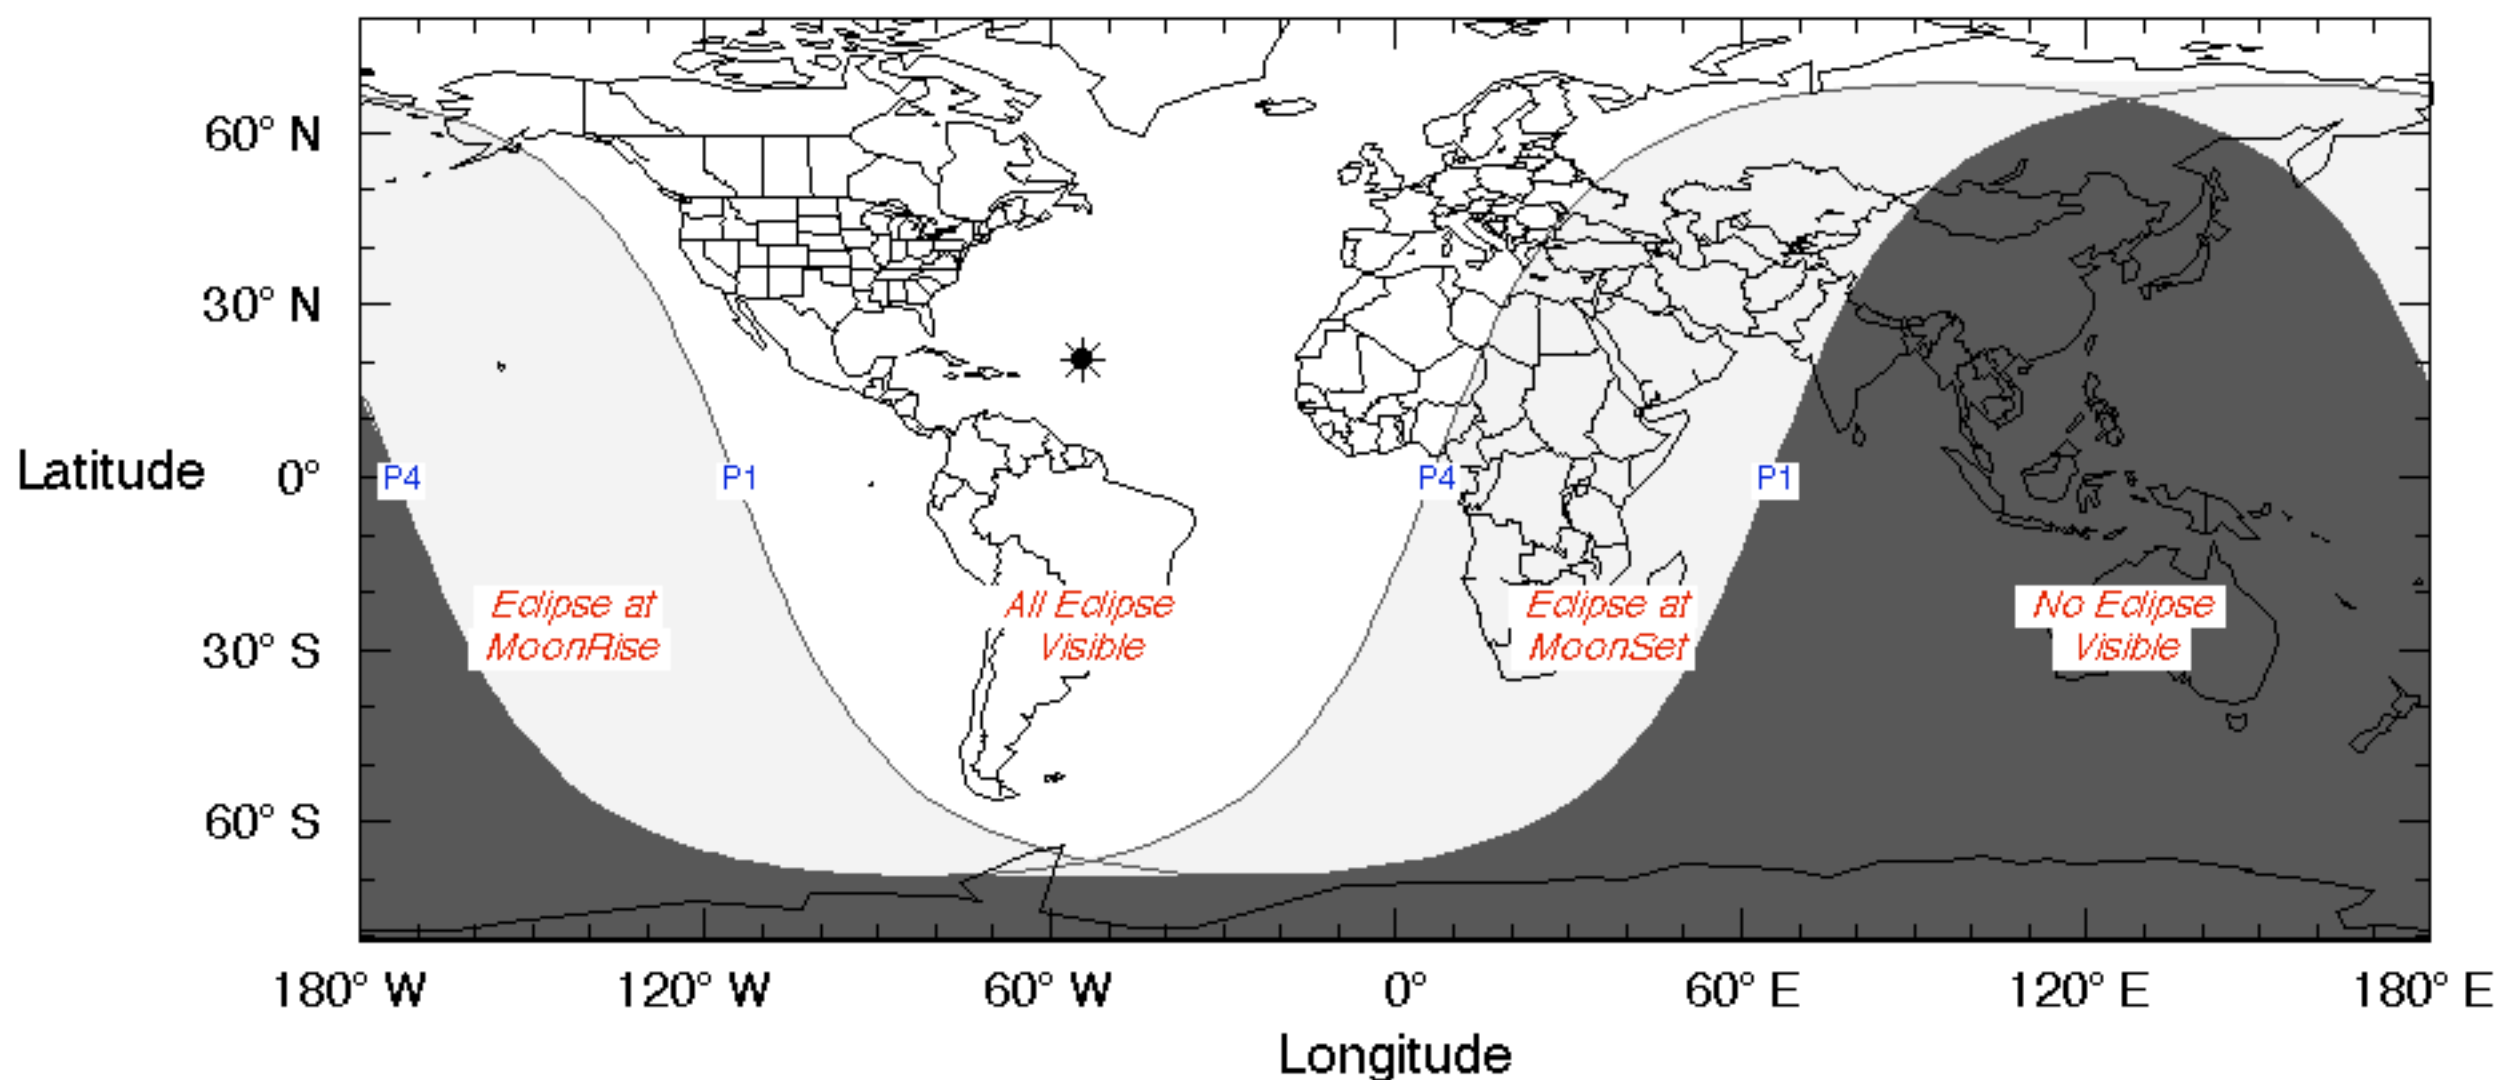 60° N
30° N
Latitude 0°
P4 P1 P4 P1
Eclipse at All Eclipse Eclipse at No Eclipse
MoonRise Visible MoonSet Visible
30° S
60° S
180° W 120° W 60° W 0° 60° E 120° E 180° E
Longitude